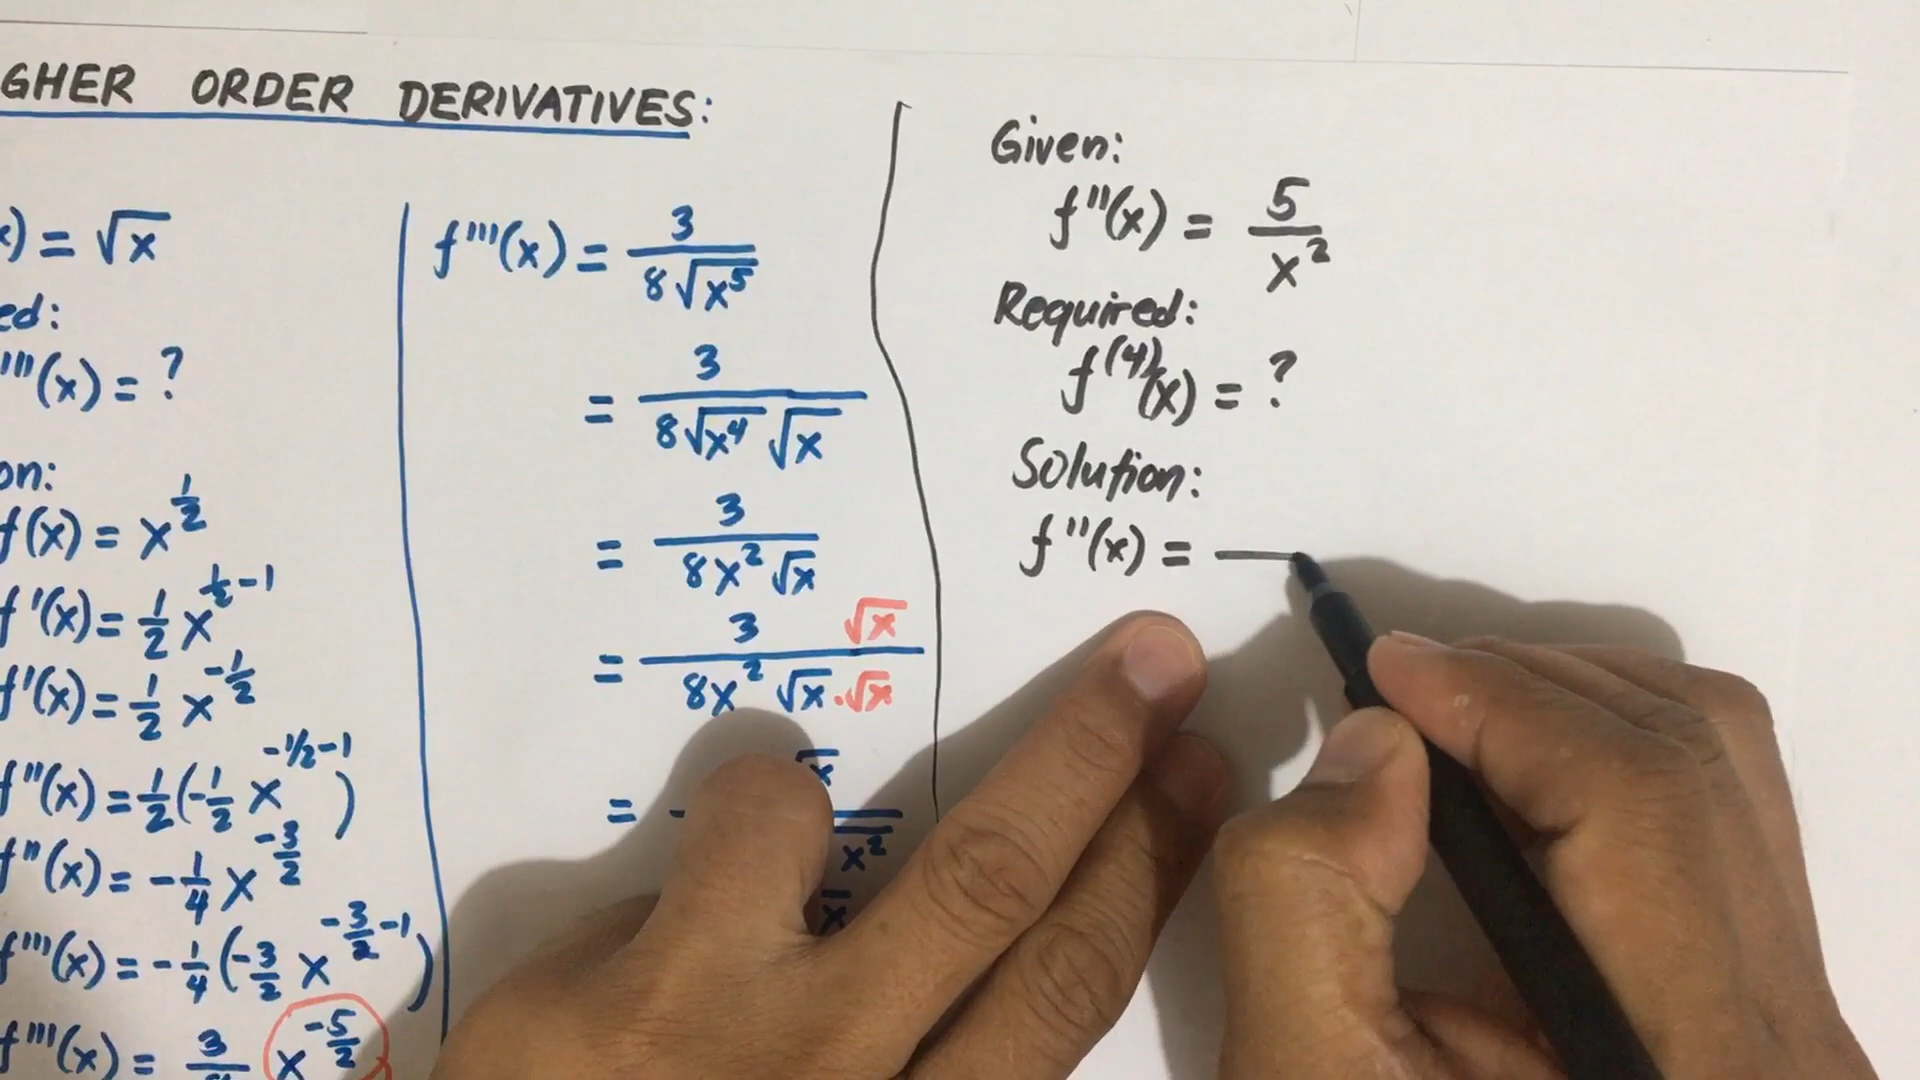 GHER ORDER DERIVATIVES:
x) = √x
ed:
'''(x) = ?
on:
f(x) = x^(1/2)
f'(x) = 1/2 x^(1/2 - 1)
f'(x) = 1/2 x^(-1/2)
f''(x) = 1/2 (-1/2 x^(-1/2 - 1))
f''(x) = -1/4 x^(-3/2)
f'''(x) = -1/4 (-3/2 x^(-3/2 - 1))
f'''(x) = 3/ x^(-5/2)
f'''(x) = 3/(8√x⁵)
= 3/(8√x⁴ √x)
= 3/(8x²√x)
= 3 √x/(8x²√x·√x)
=
Given:
f''(x) = 5/x²
Required:
f⁽⁴⁾(x) = ?
Solution:
f''(x) =